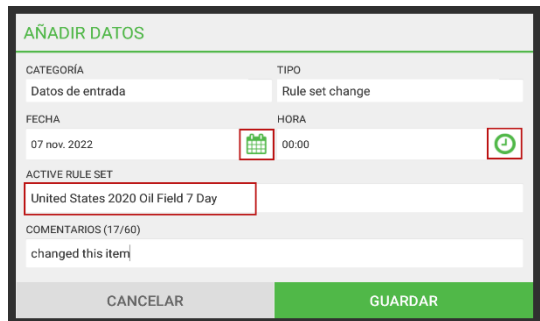 AÑADIR DATOS
CATEGORÍA TIPO
Datos de entrada Rule set change
FECHA HORA
07 nov. 2022 00:00
ACTIVE RULE SET
United States 2020 Oil Field 7 Day
COMENTARIOS (17/60)
changed this item
CANCELAR GUARDAR